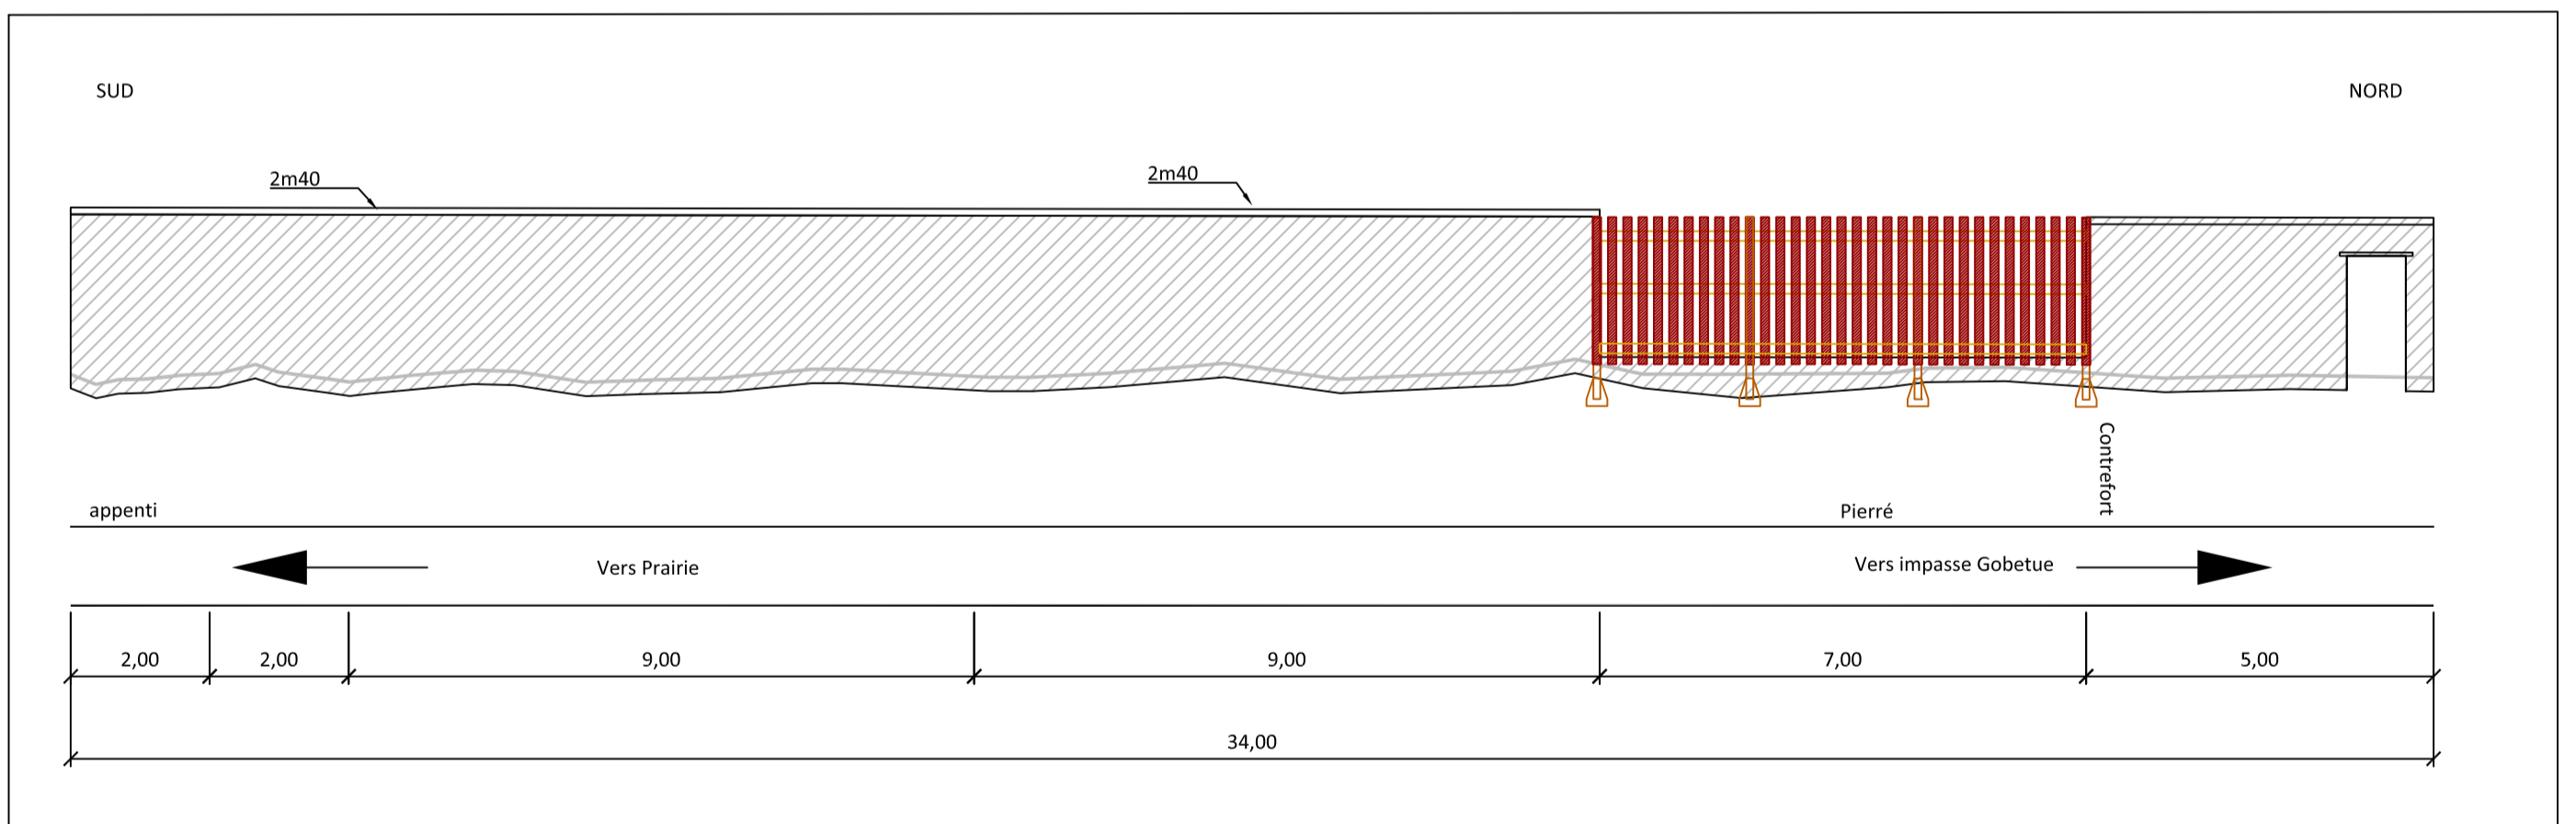 SUD
NORD
2m40
2m40
Contrefort
appenti
Pierré
Vers Prairie
Vers impasse Gobetue
2,00
2,00
9,00
9,00
7,00
5,00
34,00